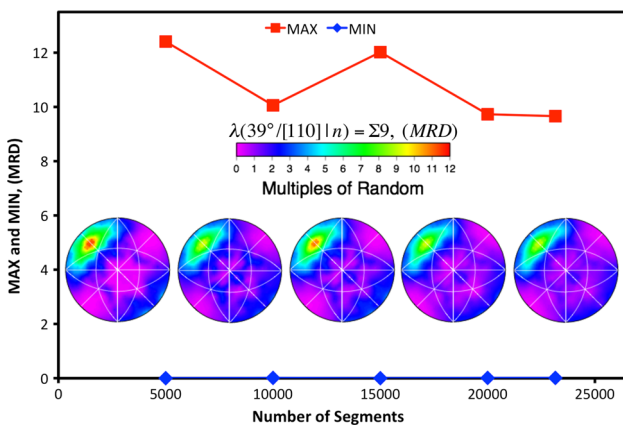 MAX MIN
12
10
8
6
4
2
0
MAX and MIN, (MRD)
λ(39°/[110] | n) = Σ9, (MRD)
0 1 2 3 4 5 6 7 8 9 10 11 12
Multiples of Random
0 5000 10000 15000 20000 25000
Number of Segments